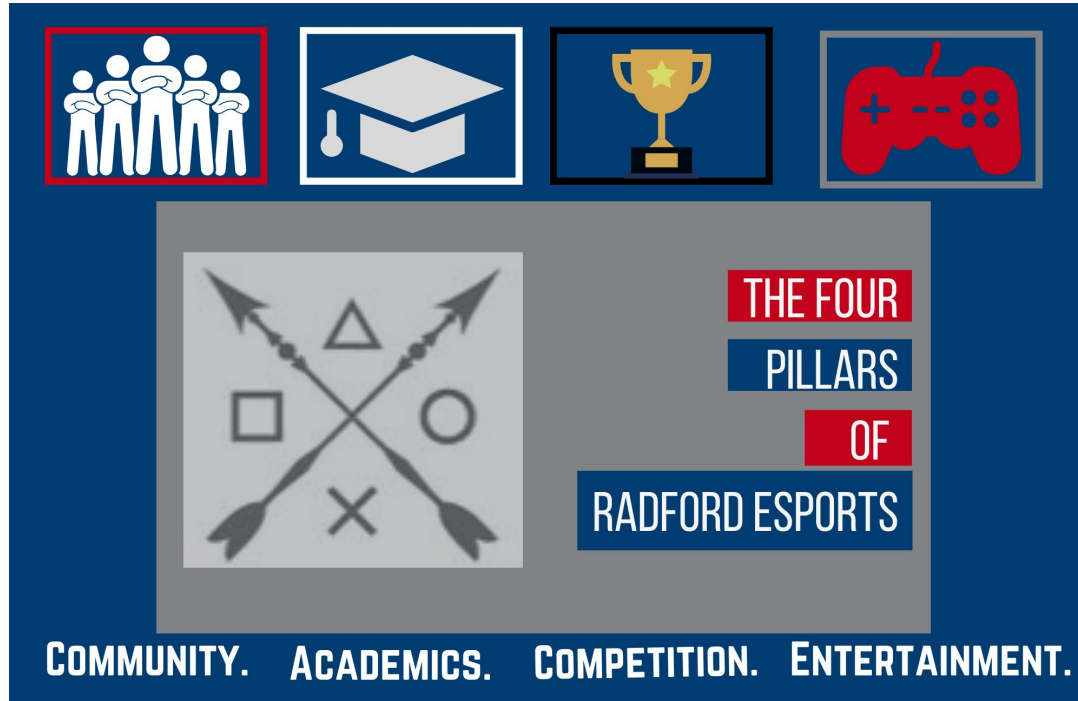 THE FOUR
PILLARS
OF
RADFORD ESPORTS
COMMUNITY. ACADEMICS. COMPETITION. ENTERTAINMENT.